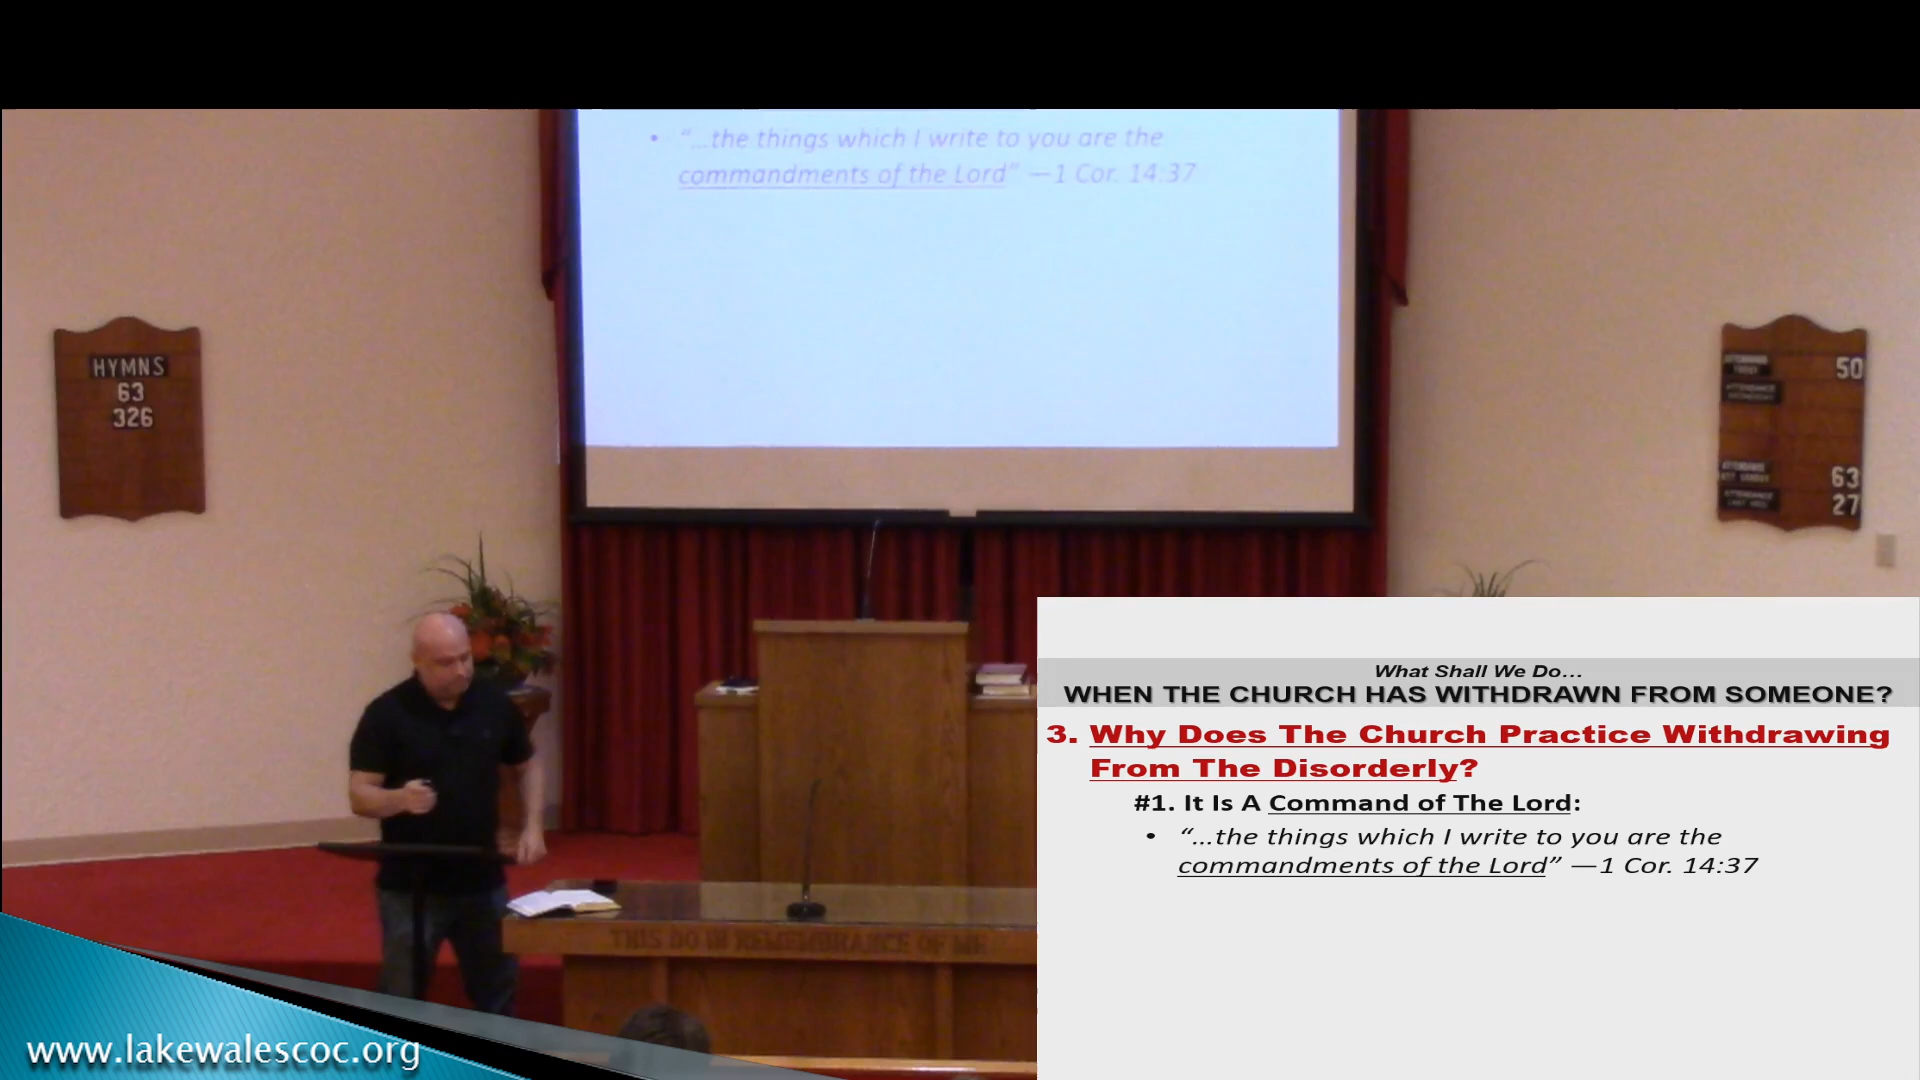 “...the things which I write to you are the
commandments of the Lord” —1 Cor. 14:37
HYMNS
63
326
50
63
27
THIS DO IN REMEMBRANCE OF ME
What Shall We Do...
WHEN THE CHURCH HAS WITHDRAWN FROM SOMEONE?
3. Why Does The Church Practice Withdrawing
From The Disorderly?
#1. It Is A Command of The Lord:
• “...the things which I write to you are the
commandments of the Lord” —1 Cor. 14:37
www.lakewalescoc.org